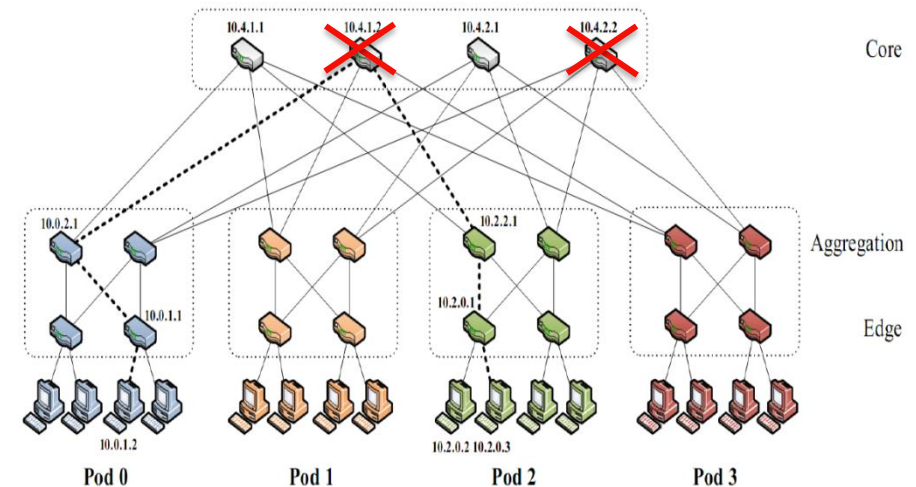 10.4.1.1 10.4.1.2 10.4.2.1 10.4.2.2
Core
10.0.2.1 10.2.2.1
Aggregation
10.0.1.1 10.2.0.1
Edge
10.0.1.2 10.2.0.2 10.2.0.3
Pod 0 Pod 1 Pod 2 Pod 3